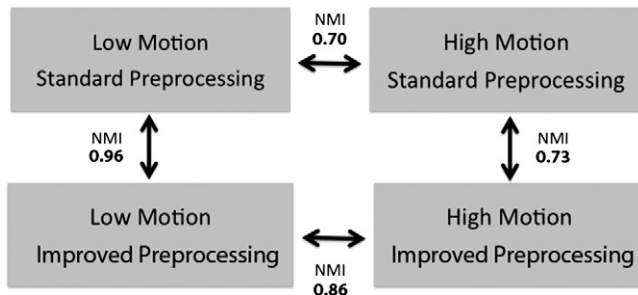 Low Motion
Standard Preprocessing
NMI
0.70
High Motion
Standard Preprocessing
NMI
0.96
NMI
0.73
Low Motion
Improved Preprocessing
NMI
0.86
High Motion
Improved Preprocessing